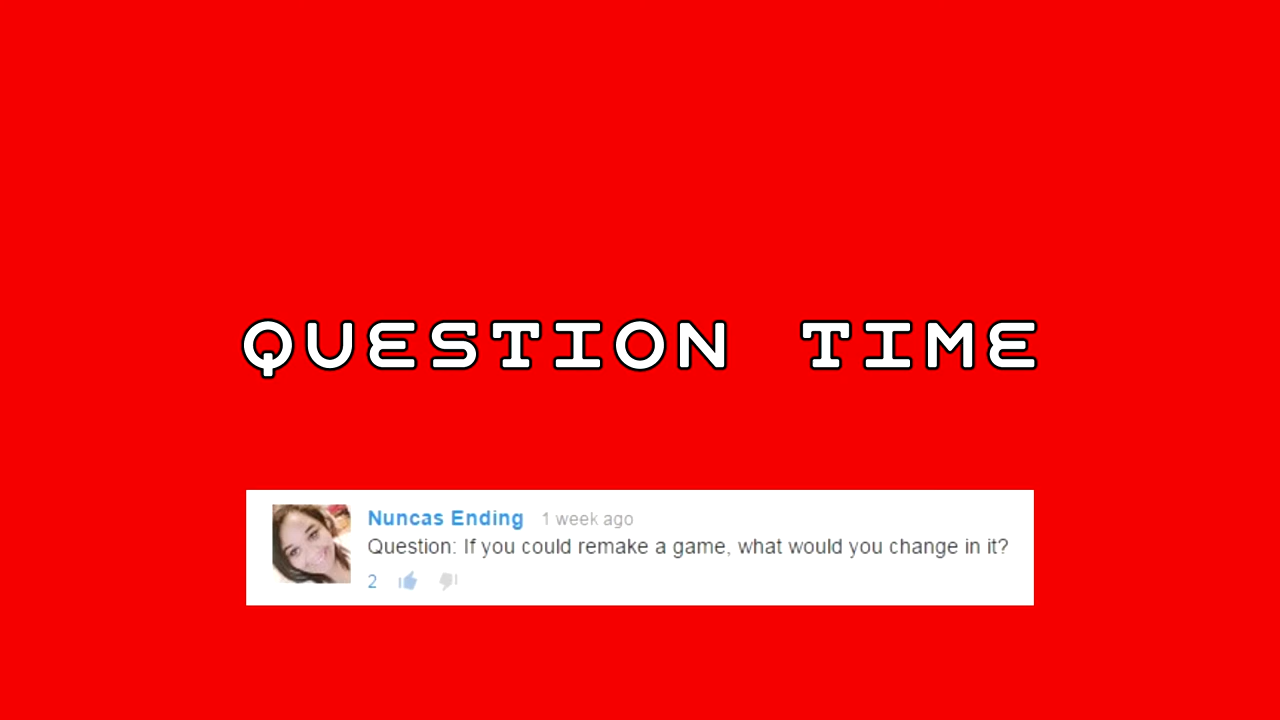 QUESTION TIME
Nuncas Ending 1 week ago
Question: If you could remake a game, what would you change in it?
2